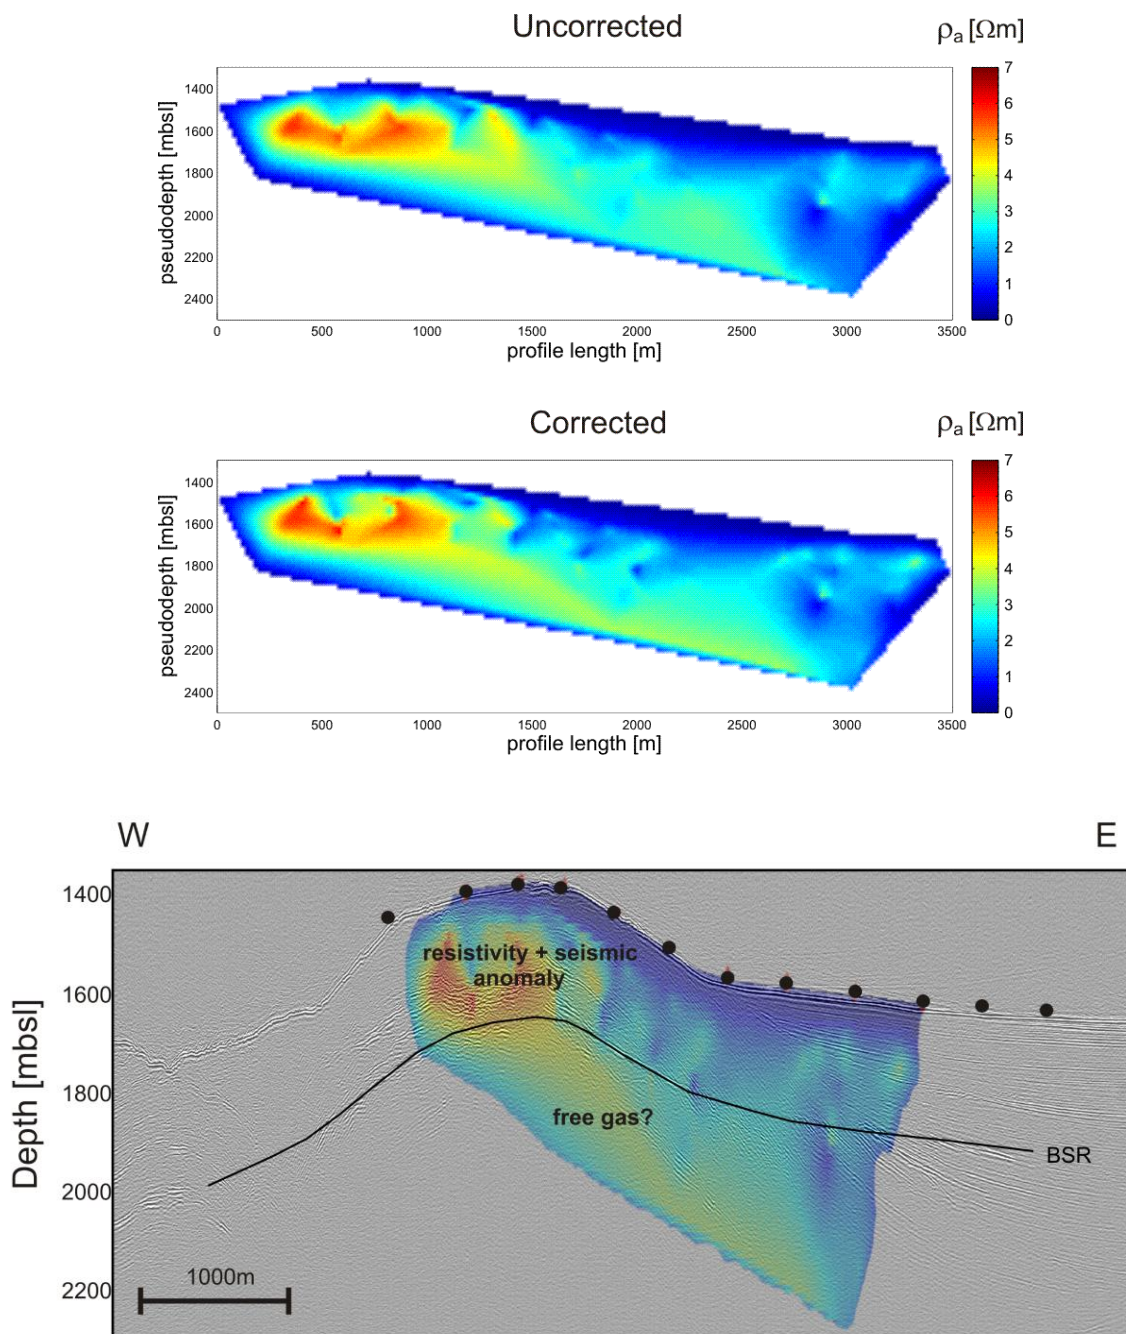 Uncorrected
ρa [Ωm]
pseudodepth [mbsl]
1400
1600
1800
2000
2200
2400
0 500 1000 1500 2000 2500 3000 3500
profile length [m]
7
6
5
4
3
2
1
0
Corrected
ρa [Ωm]
pseudodepth [mbsl]
1400
1600
1800
2000
2200
2400
0 500 1000 1500 2000 2500 3000 3500
profile length [m]
7
6
5
4
3
2
1
0
W E
Depth [mbsl]
1400
1600
1800
2000
2200
resistivity + seismic
anomaly
free gas?
BSR
1000m